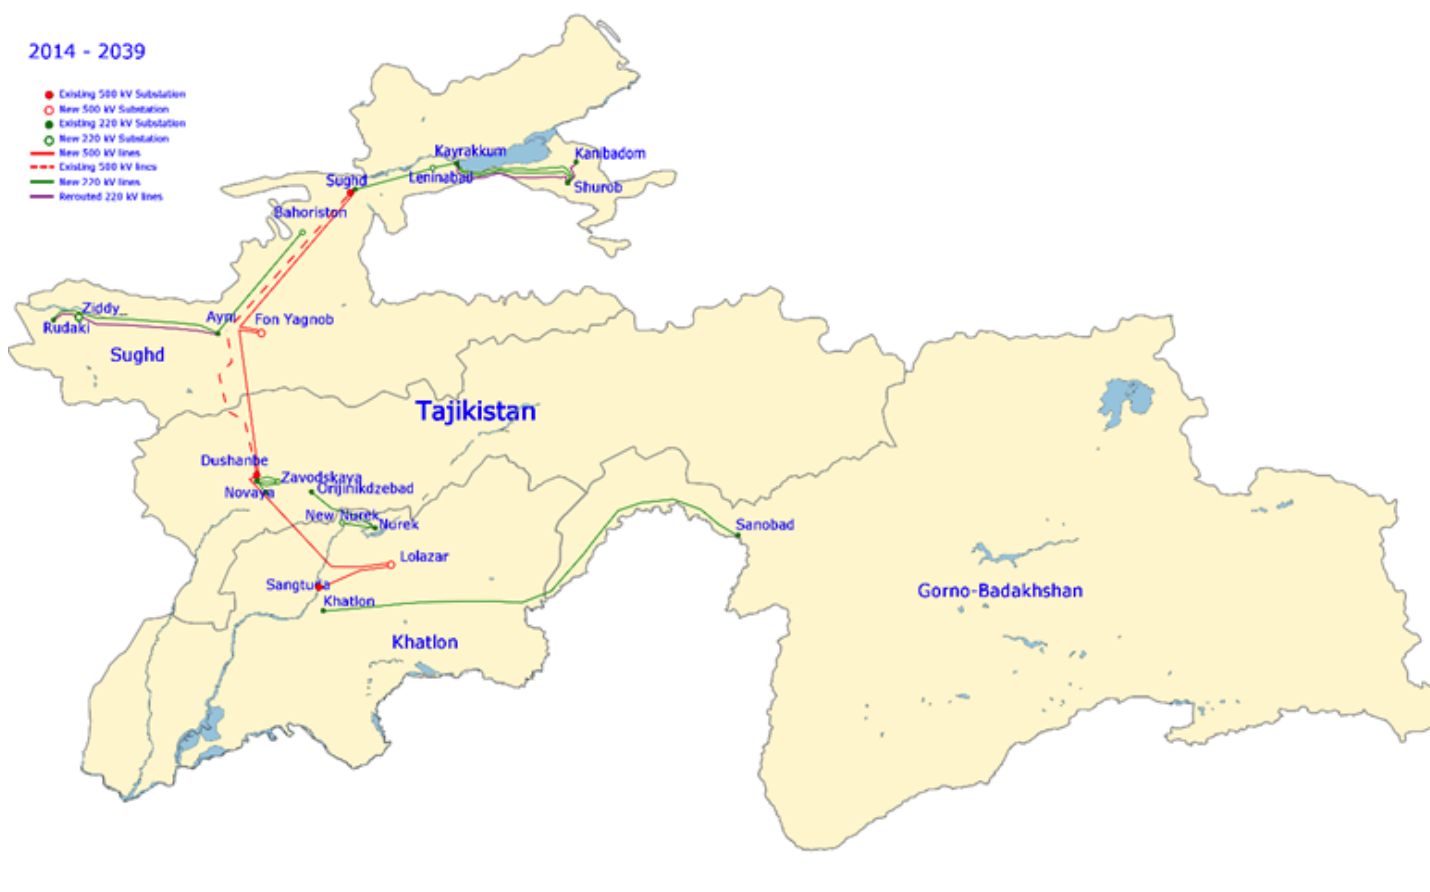 2014 - 2039
Existing 500 kV Substation
New 500 kV Substation
Existing 220 kV Substation
New 220 kV Substation
New 500 kV lines
Existing 500 kV lines
New 220 kV lines
Rerouted 220 kV lines
Kayrakkum
Kanibadom
Sughd
Leninabad
Shurob
Bahoriston
Ziddy_
Rudaki
Ayni
Fon Yagnob
Sughd
Tajikistan
Dushanbe
Zavodskaya
Novaya
Orijinikdzebad
New Nurek
Nurek
Sanobad
Lolazar
Sangtuda
Khatlon
Gorno-Badakhshan
Khatlon